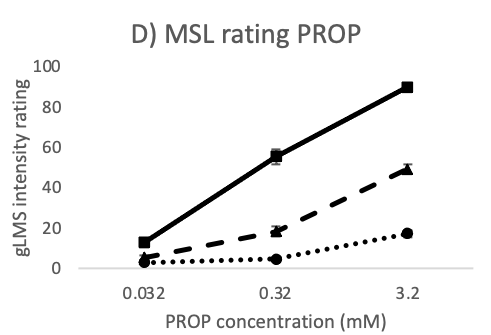 D) MSL rating PROP
100
80
60
40
20
0
gLMS intensity rating
0.032 0.32 3.2
PROP concentration (mM)